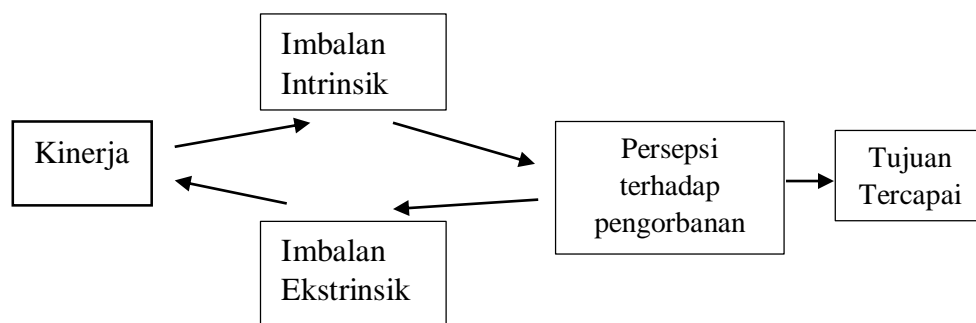 Imbalan
Intrinsik
Kinerja
Persepsi
terhadap
pengorbanan
Tujuan
Tercapai
Imbalan
Ekstrinsik